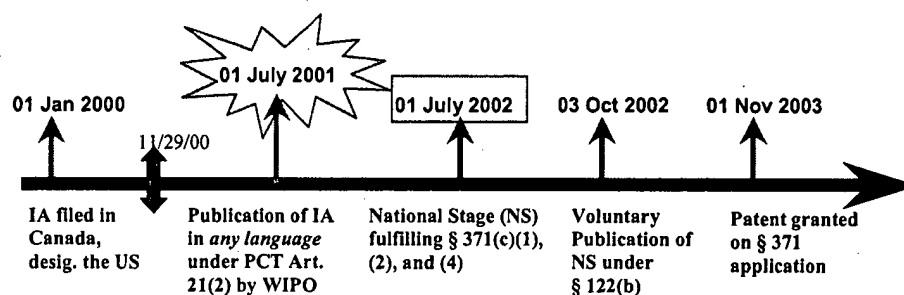 01 July 2001
01 Jan 2000
01 July 2002
03 Oct 2002
01 Nov 2003
11/29/00
IA filed in
Canada,
desig. the US
Publication of IA
in any language
under PCT Art.
21(2) by WIPO
National Stage (NS)
fulfilling § 371(c)(1),
(2), and (4)
Voluntary
Publication of
NS under
§ 122(b)
Patent granted
on § 371
application